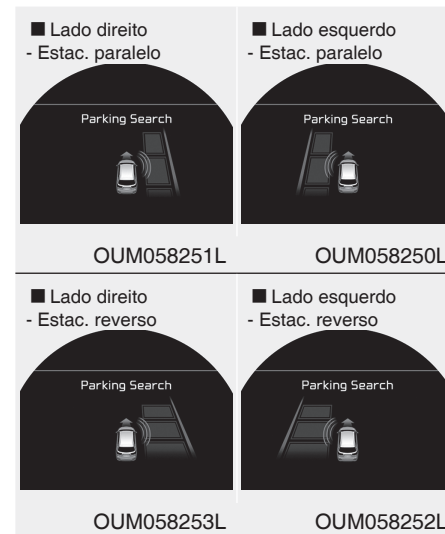 ■ Lado direito
- Estac. paralelo
Parking Search
OUM058251L
■ Lado esquerdo
- Estac. paralelo
Parking Search
OUM058250L
■ Lado direito
- Estac. reverso
Parking Search
OUM058253L
■ Lado esquerdo
- Estac. reverso
Parking Search
OUM058252L